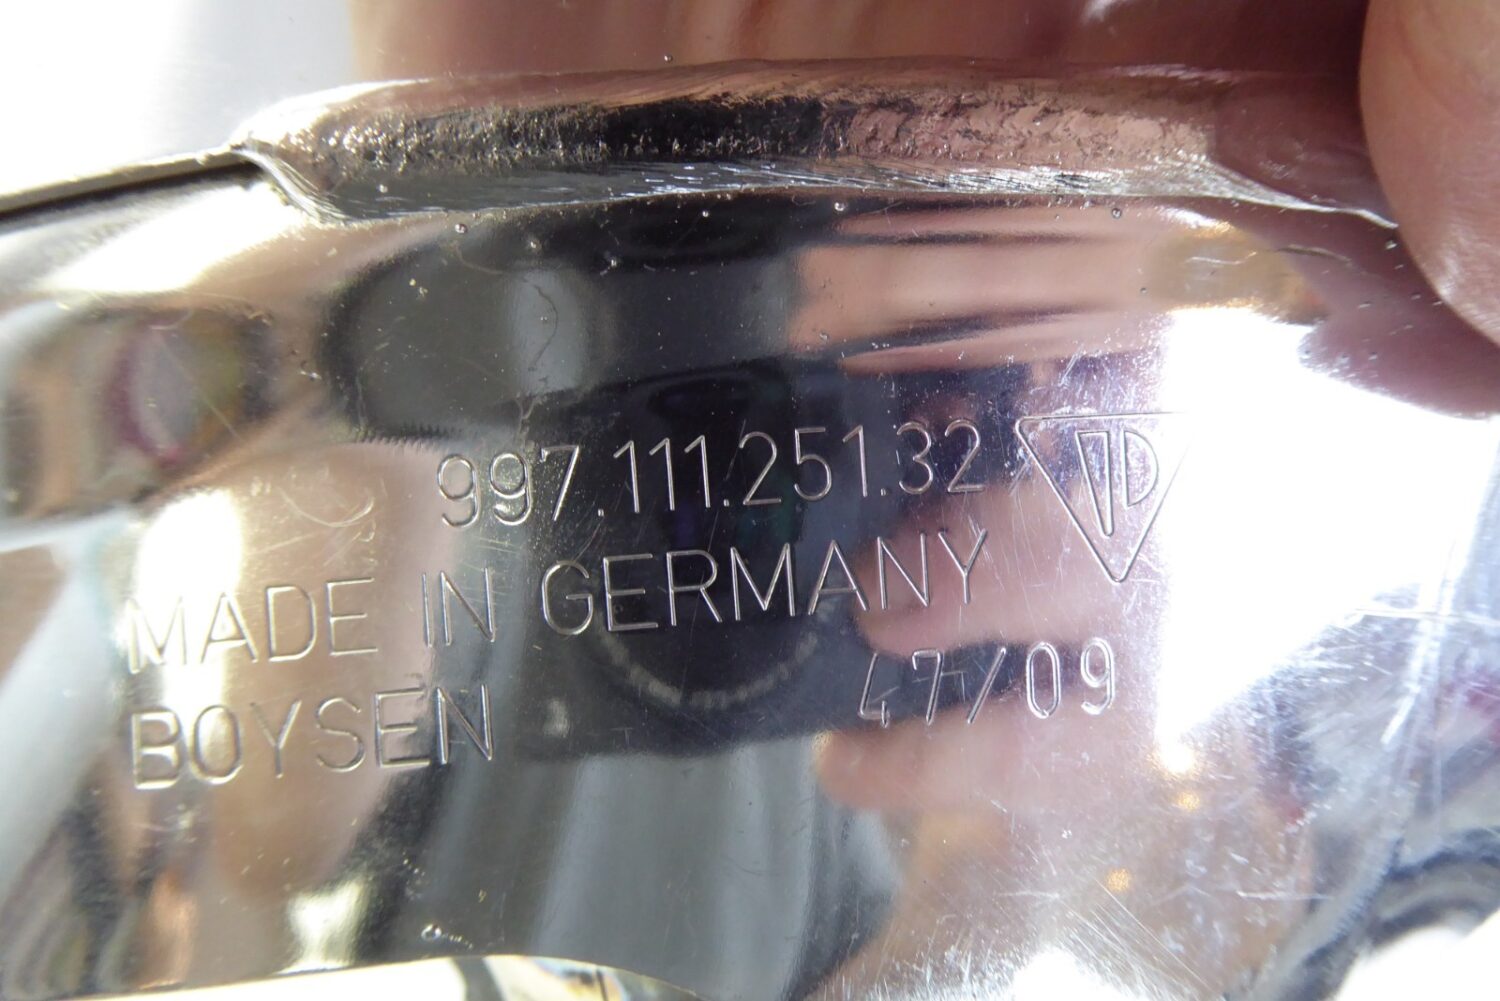 997.111.251.32
MADE IN GERMANY
BOYSEN 47/09